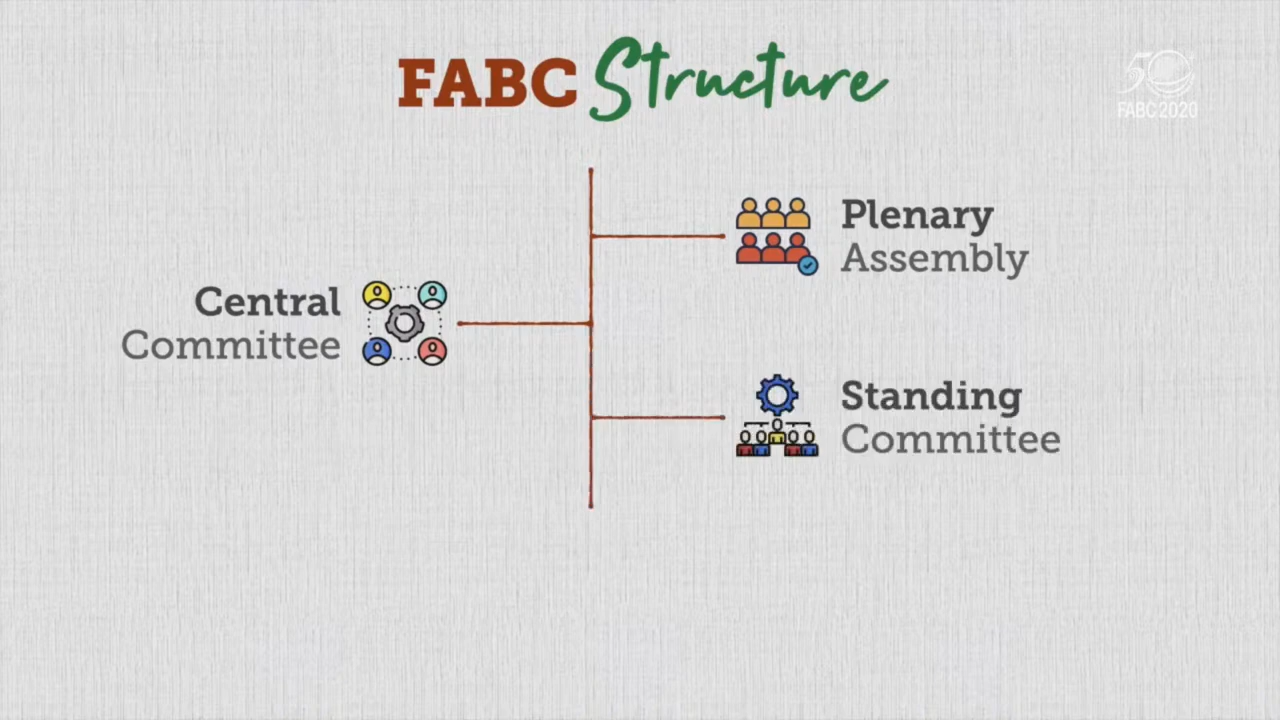 FABC Structure
50
FABC 2020
Plenary
Assembly
Central
Committee
Standing
Committee